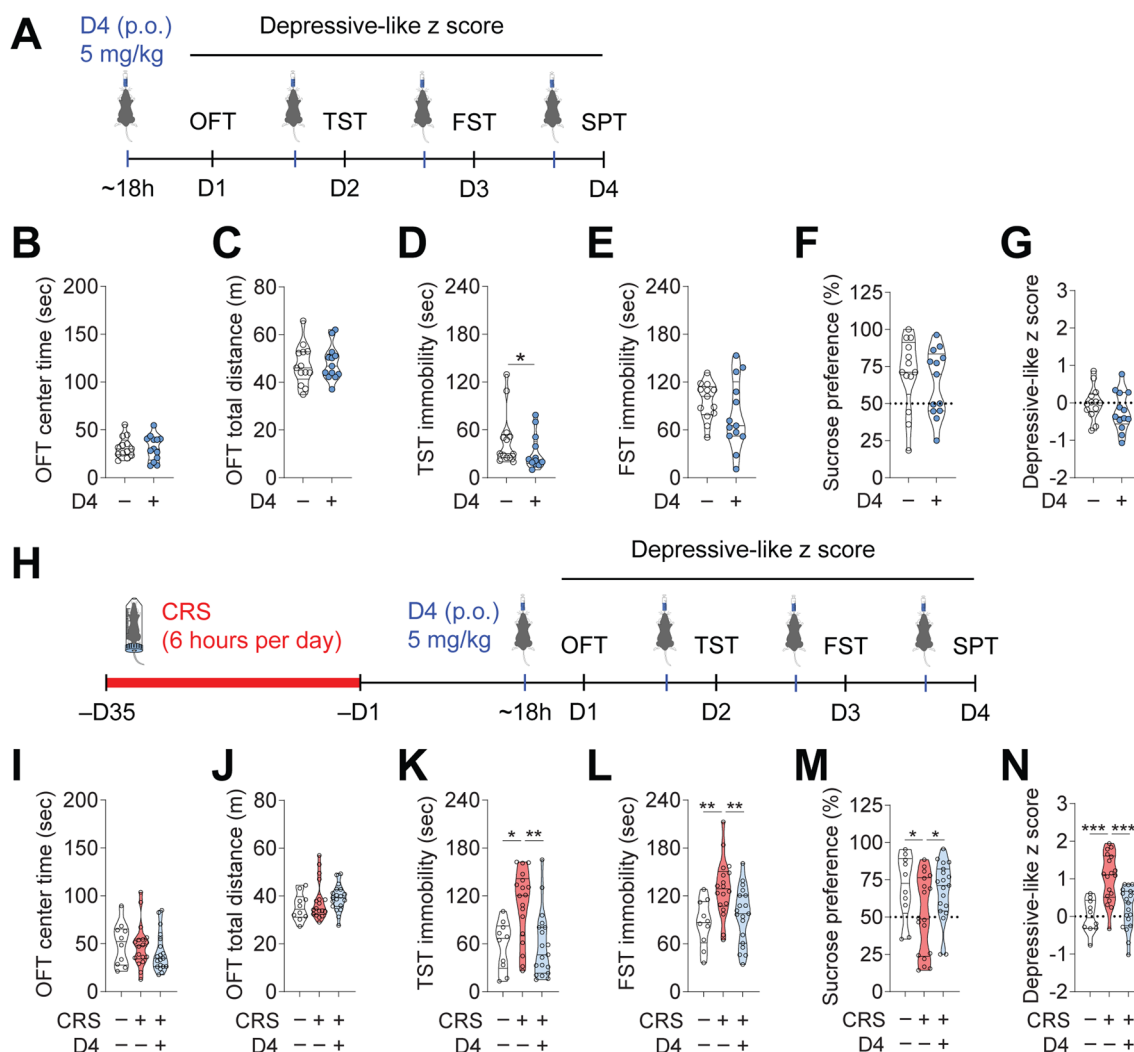 A
D4 (p.o.)
5 mg/kg
Depressive-like z score
OFT
TST
FST
SPT
~18h
D1
D2
D3
D4
B
OFT center time (sec)
200
150
100
50
0
D4
–
+
C
OFT total distance (m)
80
60
40
20
0
D4
–
+
D
TST immobility (sec)
240
180
120
60
0
*
D4
–
+
E
FST immobility (sec)
240
180
120
60
0
D4
–
+
F
Sucrose preference (%)
125
100
75
50
25
0
D4
–
+
G
Depressive-like z score
3
2
1
0
-1
-2
D4
–
+
H
CRS
(6 hours per day)
D4 (p.o.)
5 mg/kg
Depressive-like z score
OFT
TST
FST
SPT
–D35
–D1
~18h
D1
D2
D3
D4
I
OFT center time (sec)
200
150
100
50
0
CRS – + +
D4 – – +
J
OFT total distance (m)
80
60
40
20
0
CRS – + +
D4 – – +
K
TST immobility (sec)
240
180
120
60
0
* **
CRS – + +
D4 – – +
L
FST immobility (sec)
240
180
120
60
0
** **
CRS – + +
D4 – – +
M
Sucrose preference (%)
125
100
75
50
25
0
* *
CRS – + +
D4 – – +
N
Depressive-like z score
3
2
1
0
-1
-2
*** ***
CRS – + +
D4 – – +